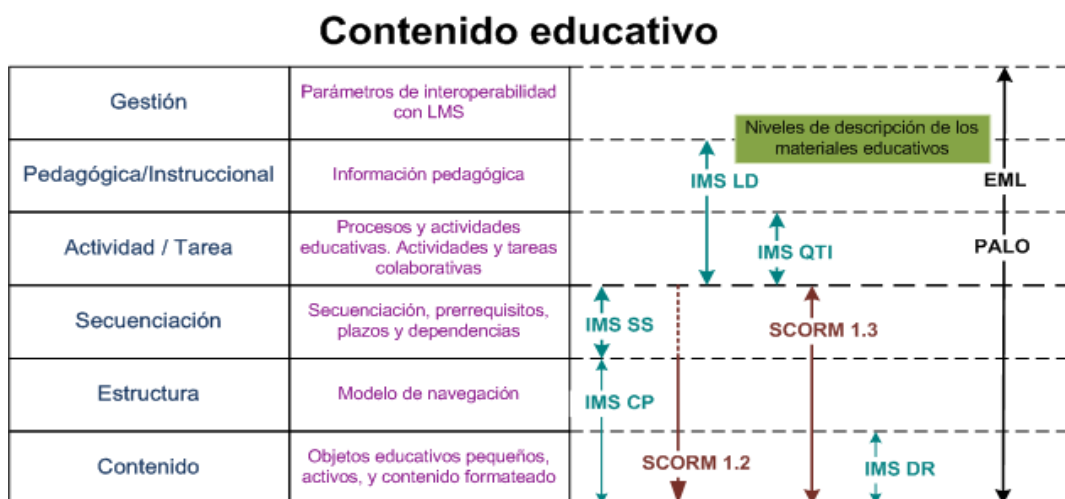 Contenido educativo
Gestión
Parámetros de interoperabilidad
con LMS
Niveles de descripción de los
materiales educativos
Pedagógica/Instruccional
Información pedagógica
IMS LD
EML
Actividad / Tarea
Procesos y actividades
educativas. Actividades y tareas
colaborativas
IMS QTI
PALO
Secuenciación
Secuenciación, prerrequisitos,
plazos y dependencias
IMS SS
SCORM 1.3
Estructura
Modelo de navegación
IMS CP
Contenido
Objetos educativos pequeños,
activos, y contenido formateado
SCORM 1.2
IMS DR